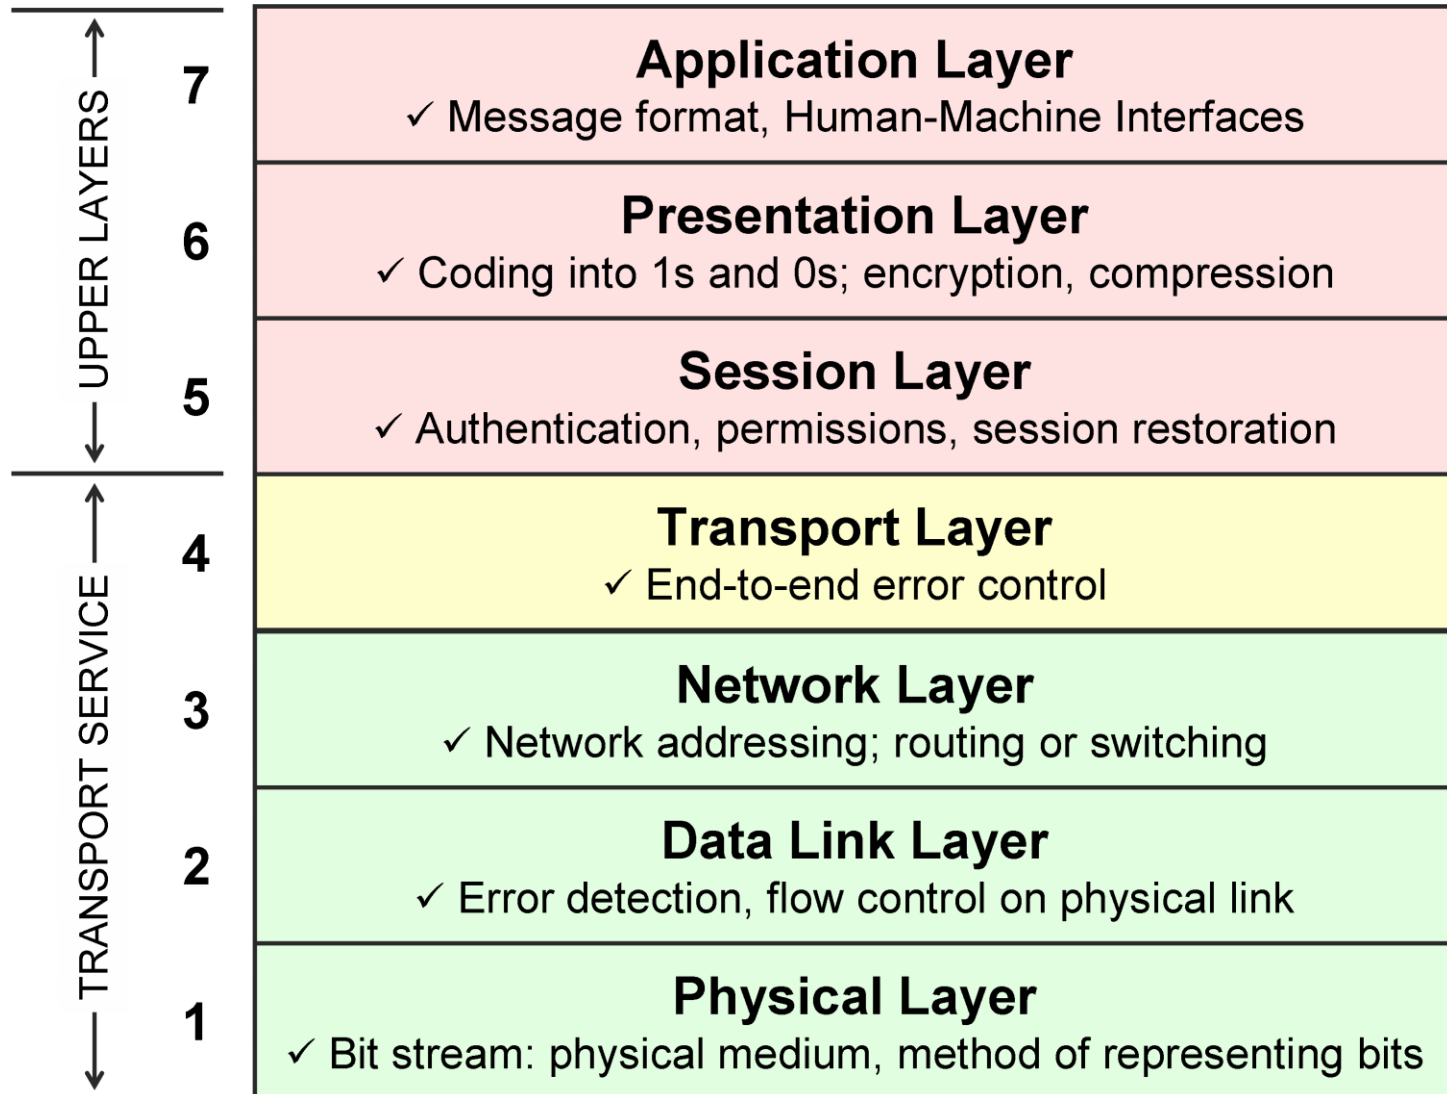 UPPER LAYERS
7
Application Layer
✓ Message format, Human-Machine Interfaces
6
Presentation Layer
✓ Coding into 1s and 0s; encryption, compression
5
Session Layer
✓ Authentication, permissions, session restoration
TRANSPORT SERVICE
4
Transport Layer
✓ End-to-end error control
3
Network Layer
✓ Network addressing; routing or switching
2
Data Link Layer
✓ Error detection, flow control on physical link
1
Physical Layer
✓ Bit stream: physical medium, method of representing bits